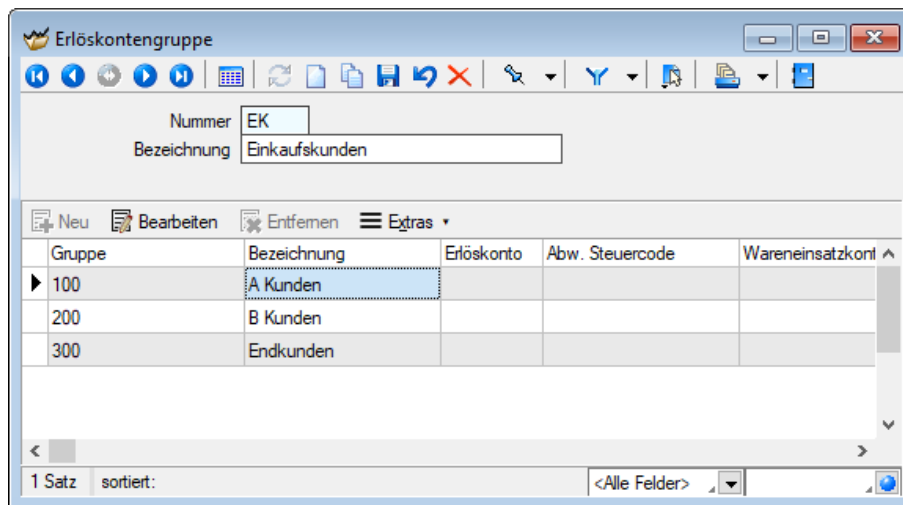 Erlöskontengruppe
Nummer EK
Bezeichnung Einkaufskunden
Neu Bearbeiten Entfernen Extras
Gruppe Bezeichnung Erlöskonto Abw. Steuercode Wareneinsatzkont
100 A Kunden
200 B Kunden
300 Endkunden
1 Satz sortiert: <Alle Felder>